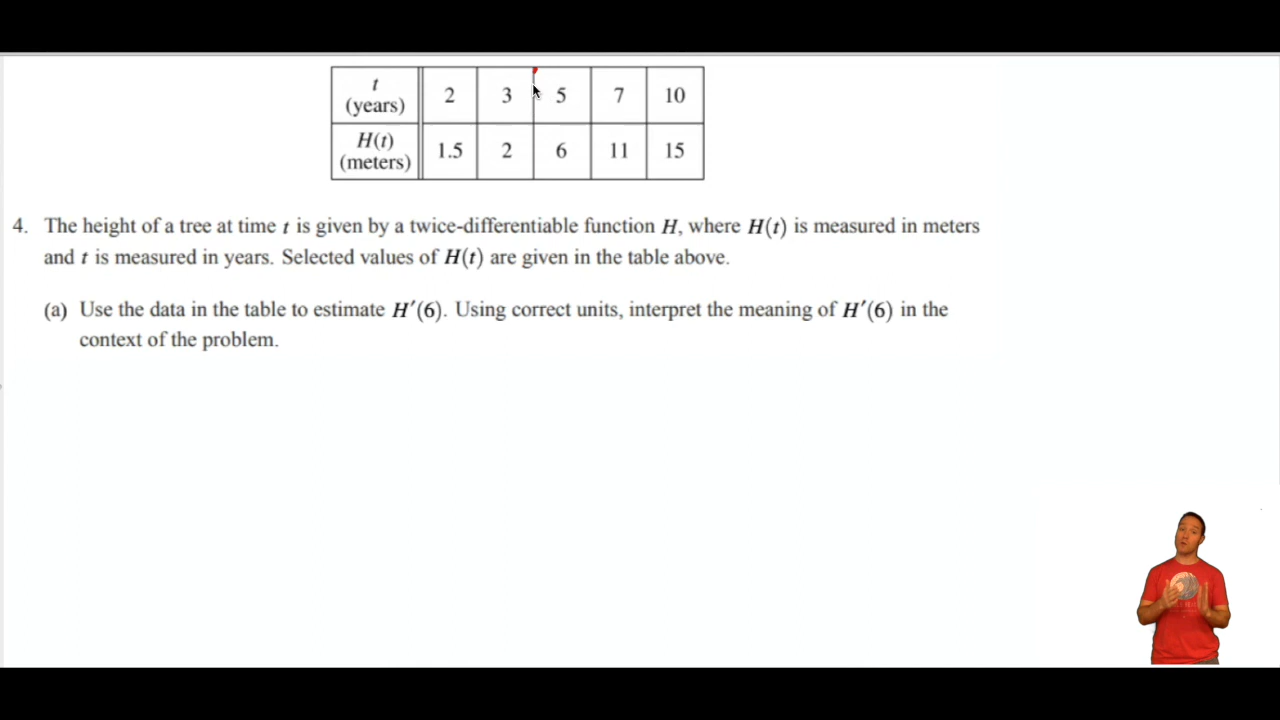 t (years) 2 3 5 7 10
H(t) (meters) 1.5 2 6 11 15
4. The height of a tree at time t is given by a twice-differentiable function H, where H(t) is measured in meters
and t is measured in years. Selected values of H(t) are given in the table above.
(a) Use the data in the table to estimate H′(6). Using correct units, interpret the meaning of H′(6) in the
context of the problem.